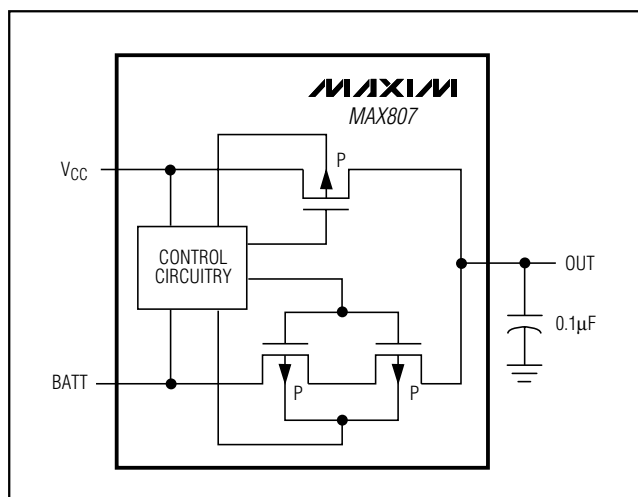 MAXIM
MAX807
P
VCC
CONTROL
CIRCUITRY
OUT
0.1µF
BATT
P
P